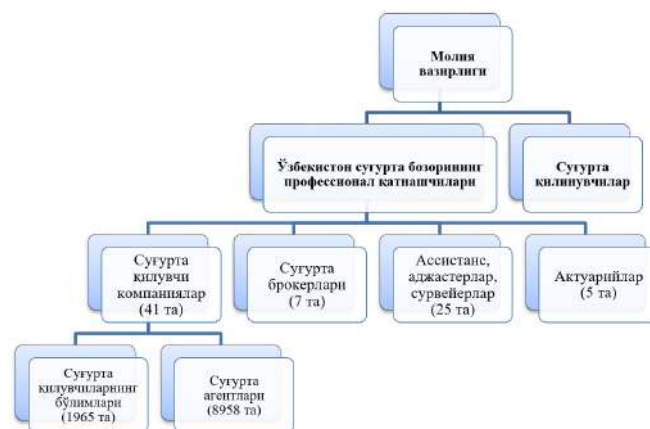 Молия
вазирлиги
Ўзбекистон суғурта бозорининг
профессионал қатнашчилари
Суғурта
қилинувчилар
Суғурта
қилувчи
компаниялар
(41 та)
Суғурта
брокерлари
(7 та)
Ассистанс,
аджастерлар,
сурвейерлар
(25 та)
Актуарийлар
(5 та)
Суғурта
қилувчиларнинг
бўлимлари
(1965 та)
Суғурта
агентлари
(8958 та)